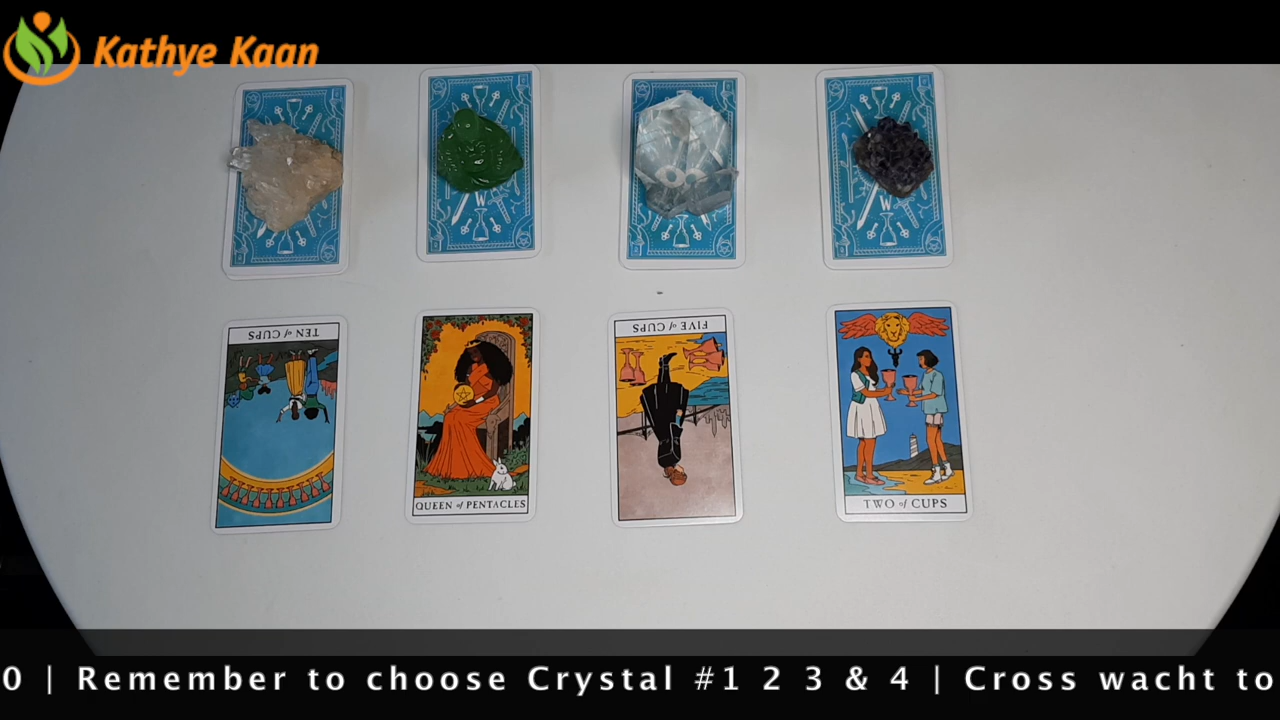 Kathye Kaan
W
W
TEN of CUPS
QUEEN of PENTACLES
FIVE of CUPS
TWO of CUPS
0 | Remember to choose Crystal #1 2 3 & 4 | Cross wacht to